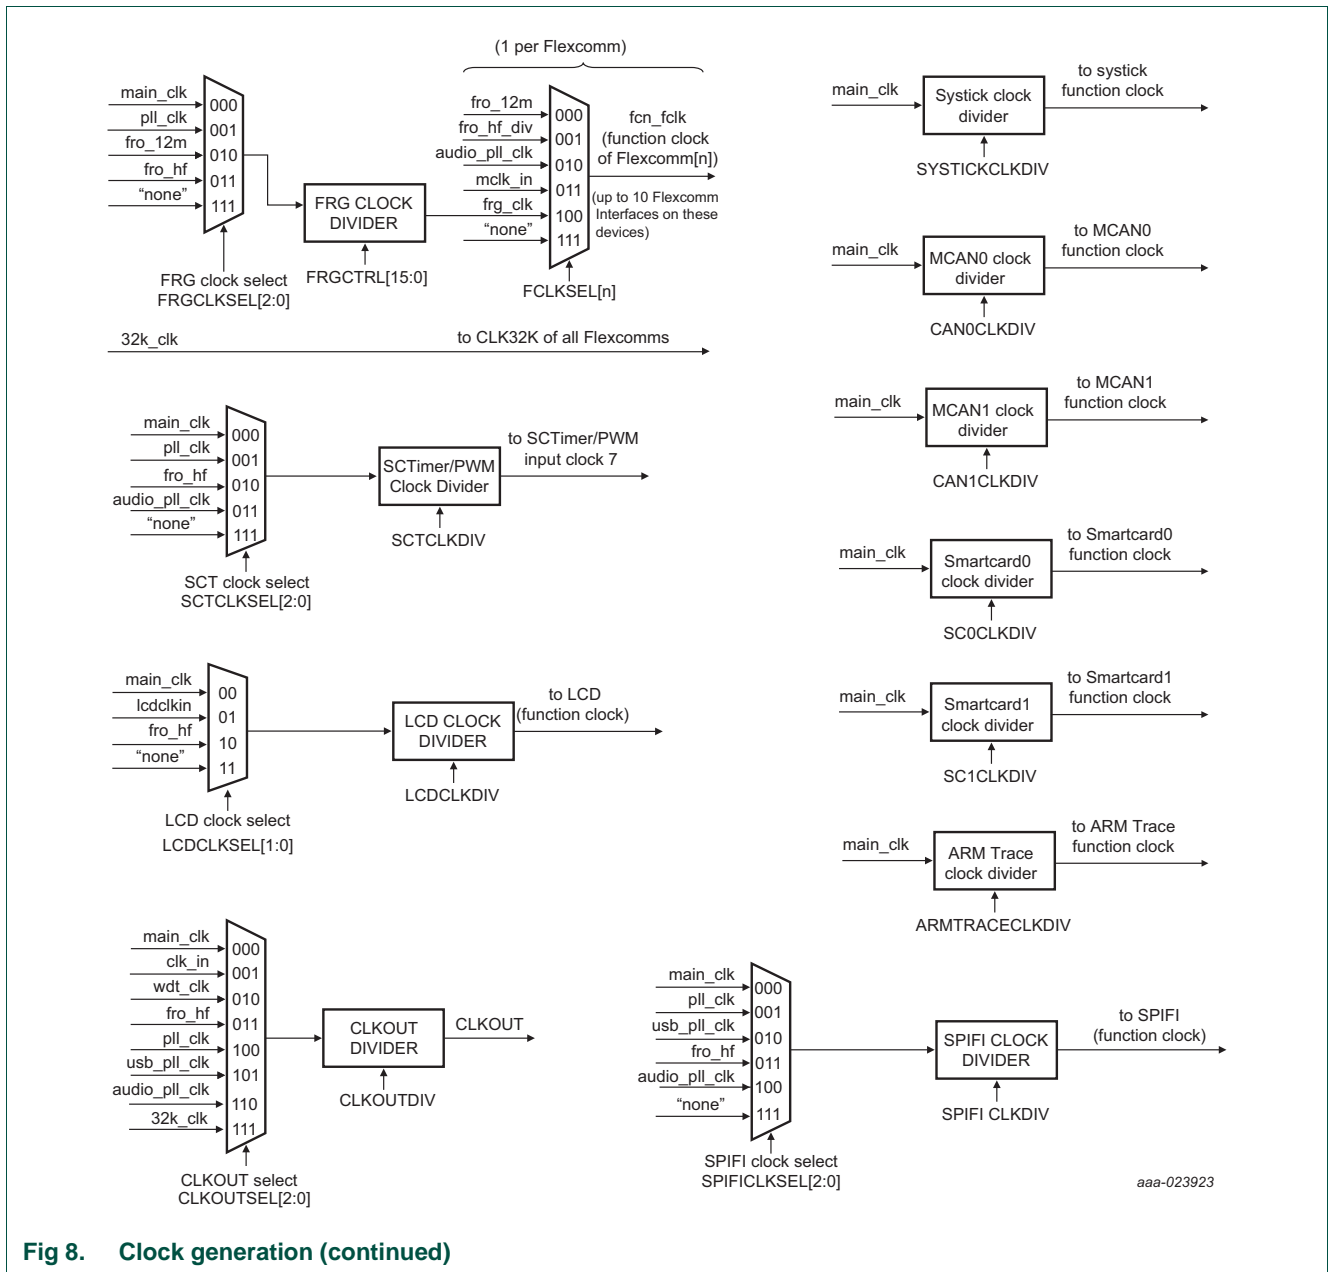 (1 per Flexcomm)
main_clk
000
pll_clk
001
fro_12m
010
fro_hf
011
“none”
111
FRG clock select
FRGCLKSEL[2:0]
FRG CLOCK
DIVIDER
FRGCTRL[15:0]
fro_12m
000
fro_hf_div
001
audio_pll_clk
010
mclk_in
011
frg_clk
100
“none”
111
FCLKSEL[n]
fcn_fclk
(function clock
of Flexcomm[n])
(up to 10 Flexcomm
Interfaces on these
devices)
32k_clk
to CLK32K of all Flexcomms
main_clk
000
pll_clk
001
fro_hf
010
audio_pll_clk
011
“none”
111
SCT clock select
SCTCLKSEL[2:0]
SCTimer/PWM
Clock Divider
SCTCLKDIV
to SCTimer/PWM
input clock 7
main_clk
00
lcdclkin
01
fro_hf
10
“none”
11
LCD clock select
LCDCLKSEL[1:0]
LCD CLOCK
DIVIDER
LCDCLKDIV
to LCD
(function clock)
main_clk
000
clk_in
001
wdt_clk
010
fro_hf
011
pll_clk
100
usb_pll_clk
101
audio_pll_clk
110
32k_clk
111
CLKOUT select
CLKOUTSEL[2:0]
CLKOUT
DIVIDER
CLKOUTDIV
CLKOUT
main_clk
Systick clock
divider
SYSTICKCLKDIV
to systick
function clock
main_clk
MCAN0 clock
divider
CAN0CLKDIV
to MCAN0
function clock
main_clk
MCAN1 clock
divider
CAN1CLKDIV
to MCAN1
function clock
main_clk
Smartcard0
clock divider
SC0CLKDIV
to Smartcard0
function clock
main_clk
Smartcard1
clock divider
SC1CLKDIV
to Smartcard1
function clock
main_clk
ARM Trace
clock divider
ARMTRACECLKDIV
to ARM Trace
function clock
main_clk
000
pll_clk
001
usb_pll_clk
010
fro_hf
011
audio_pll_clk
100
“none”
111
SPIFI clock select
SPIFICLKSEL[2:0]
SPIFI CLOCK
DIVIDER
SPIFI CLKDIV
to SPIFI
(function clock)
aaa-023923
Fig 8. Clock generation (continued)